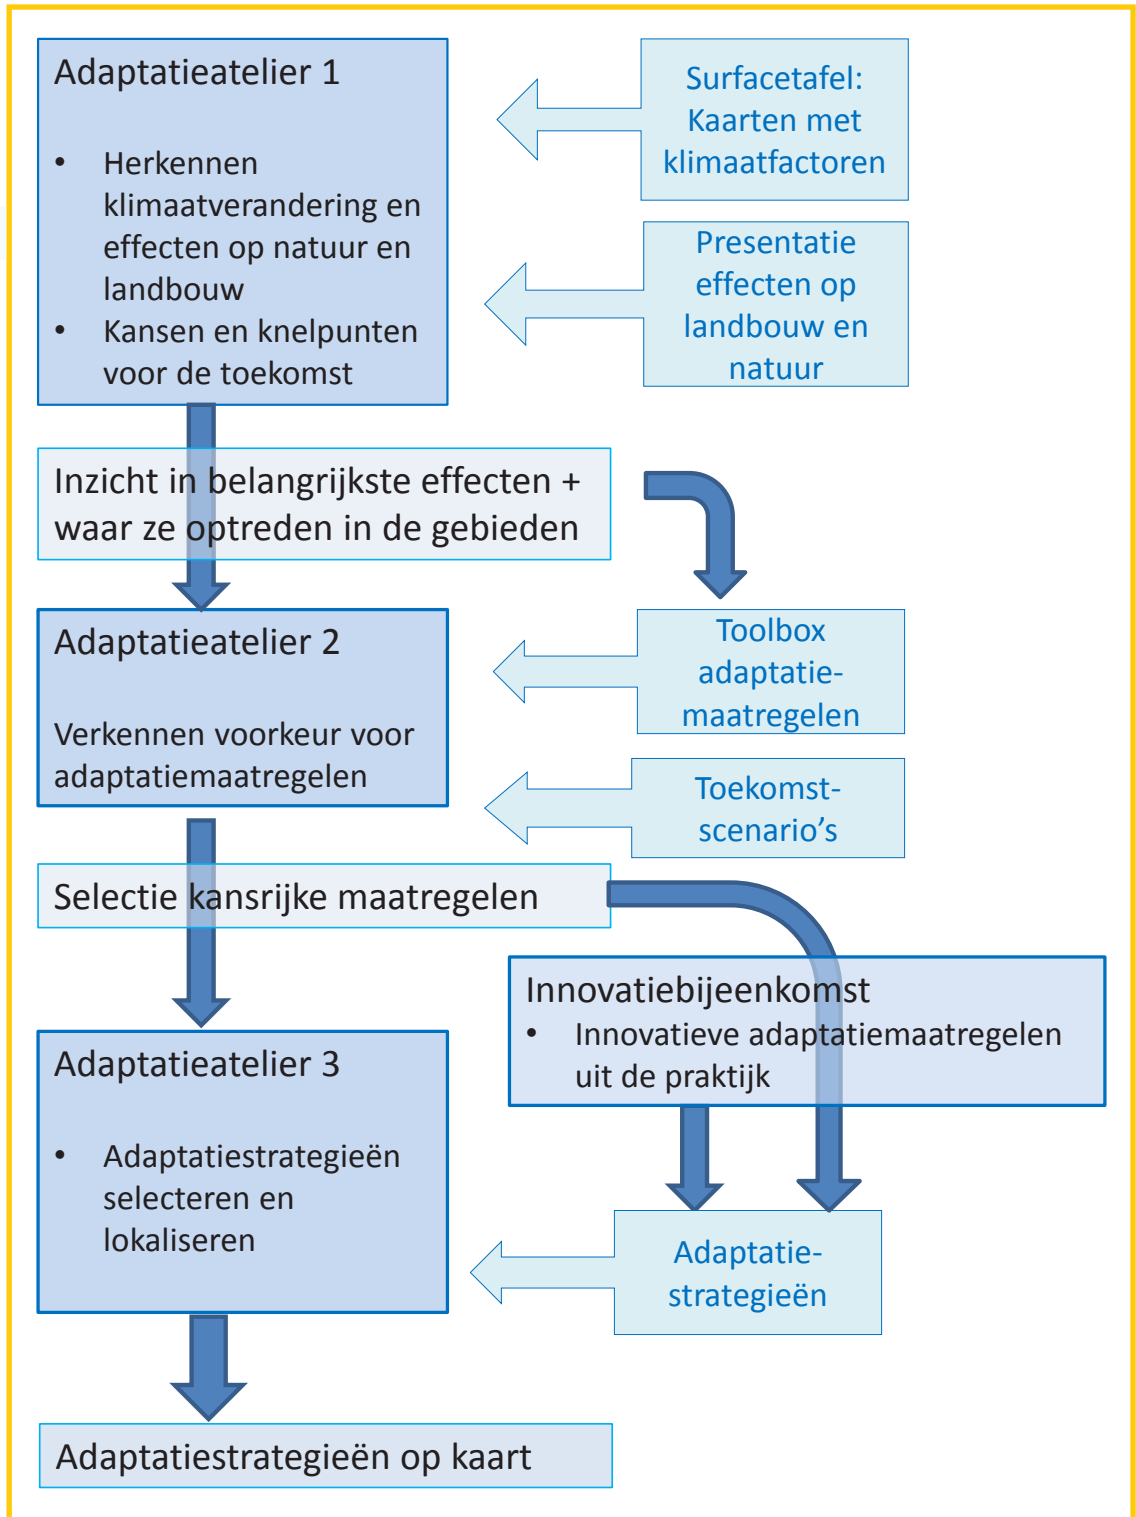 Adaptatieatelier 1
• Herkennen
klimaatverandering en
effecten op natuur en
landbouw
• Kansen en knelpunten
voor de toekomst
Surfacetafel:
Kaarten met
klimaatfactoren
Presentatie
effecten op
landbouw en
natuur
Inzicht in belangrijkste effecten +
waar ze optreden in de gebieden
Adaptatieatelier 2
Verkennen voorkeur voor
adaptatiemaatregelen
Toolbox
adaptatie-
maatregelen
Toekomst-
scenario's
Selectie kansrijke maatregelen
Innovatiebijeenkomst
• Innovatieve adaptatiemaatregelen
uit de praktijk
Adaptatieatelier 3
• Adaptatiestrategieën
selecteren en
lokaliseren
Adaptatie-
strategieën
Adaptatiestrategieën op kaart